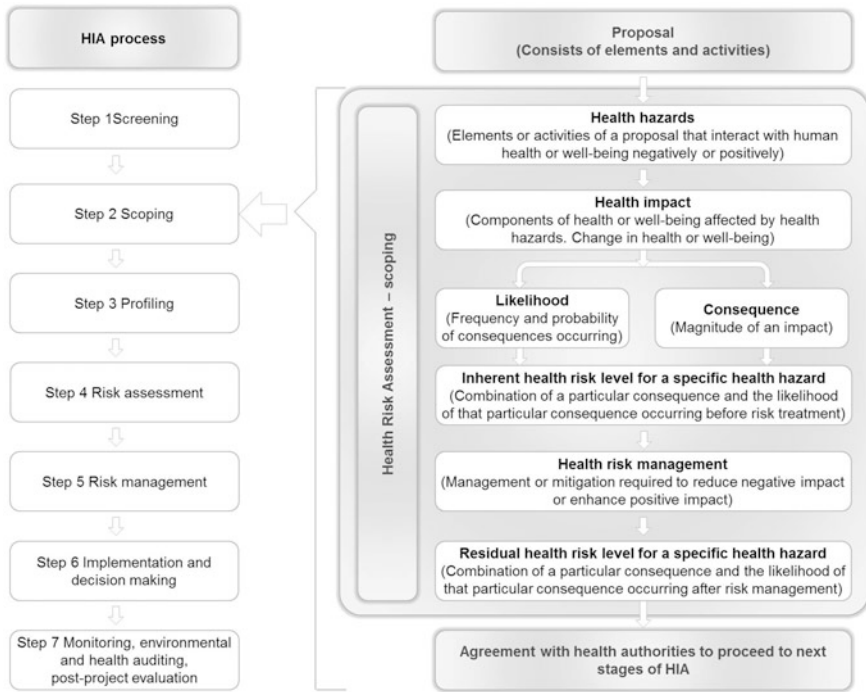 HIA process
Step 1Screening
Step 2 Scoping
Step 3 Profiling
Step 4 Risk assessment
Step 5 Risk management
Step 6 Implementation and
decision making
Step 7 Monitoring, environmental
and health auditing,
post-project evaluation
Proposal
(Consists of elements and activities)
Health Risk Assessment – scoping
Health hazards
(Elements or activities of a proposal that interact with human
health or well-being negatively or positively)
Health impact
(Components of health or well-being affected by health
hazards. Change in health or well-being)
Likelihood
(Frequency and probability
of consequences occurring)
Consequence
(Magnitude of an impact)
Inherent health risk level for a specific health hazard
(Combination of a particular consequence and the likelihood
of that particular consequence occurring before risk treatment)
Health risk management
(Management or mitigation required to reduce negative impact
or enhance positive impact)
Residual health risk level for a specific health hazard
(Combination of a particular consequence and the likelihood of
that particular consequence occurring after risk management)
Agreement with health authorities to proceed to next
stages of HIA